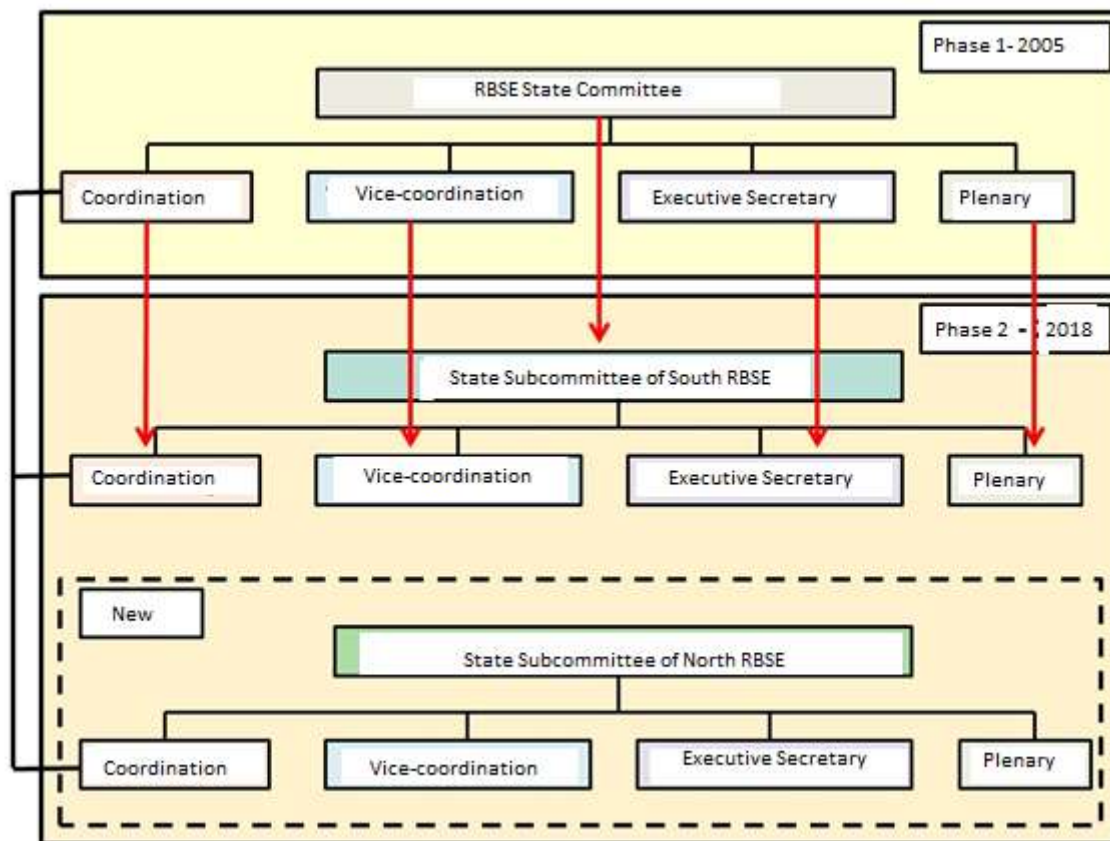 Phase 1- 2005
RBSE State Committee
Coordination
Vice-coordination
Executive Secretary
Plenary
Phase 2 - 2018
State Subcommittee of South RBSE
Coordination
Vice-coordination
Executive Secretary
Plenary
New
State Subcommittee of North RBSE
Coordination
Vice-coordination
Executive Secretary
Plenary